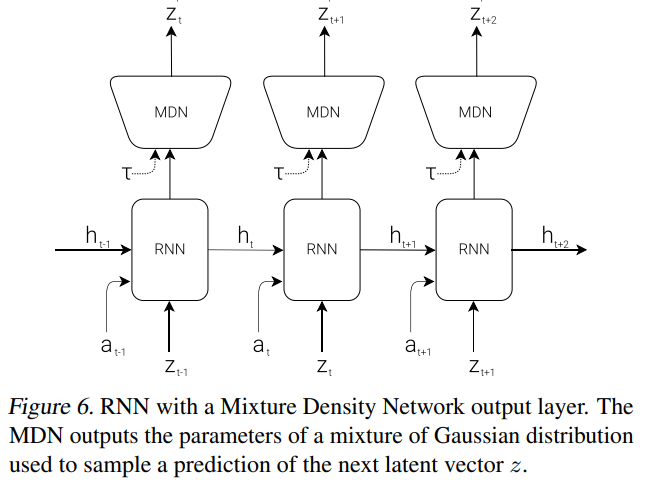 z_t z_{t+1} z_{t+2}
MDN MDN MDN
τ τ τ
h_{t-1} h_t h_{t+1} h_{t+2}
RNN RNN RNN
a_{t-1} a_t a_{t+1}
z_{t-1} z_t z_{t+1}
Figure 6. RNN with a Mixture Density Network output layer. The
MDN outputs the parameters of a mixture of Gaussian distribution
used to sample a prediction of the next latent vector z.